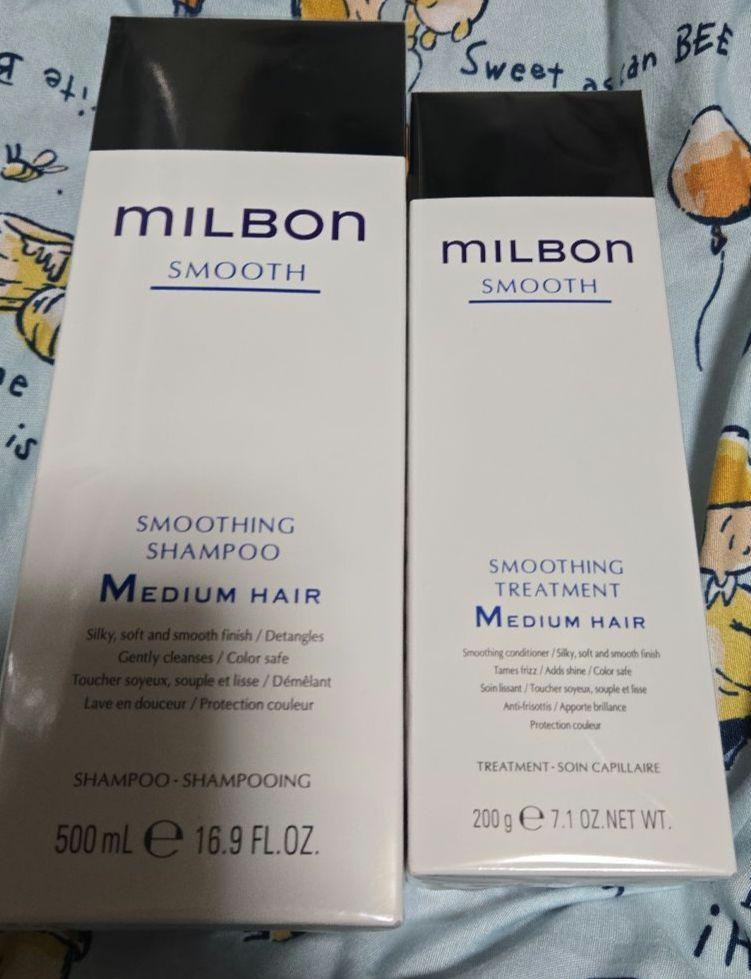 Sweet as can BEE
MILBON
SMOOTH
SMOOTHING
SHAMPOO
MEDIUM HAIR
Silky, soft and smooth finish / Detangles
Gently cleanses / Color safe
Toucher soyeux, souple et lisse / Démêlant
Lave en douceur / Protection couleur
SHAMPOO - SHAMPOOING
500 mL e 16.9 FL.OZ.
MILBON
SMOOTH
SMOOTHING
TREATMENT
MEDIUM HAIR
Smoothing conditioner / Silky, soft and smooth finish
Tames frizz / Adds shine / Color safe
Soin lissant / Toucher soyeux, souple et lisse
Anti-frisottis / Apporte brillance
Protection couleur
TREATMENT - SOIN CAPILLAIRE
200 g e 7.1 OZ.NET WT.
is